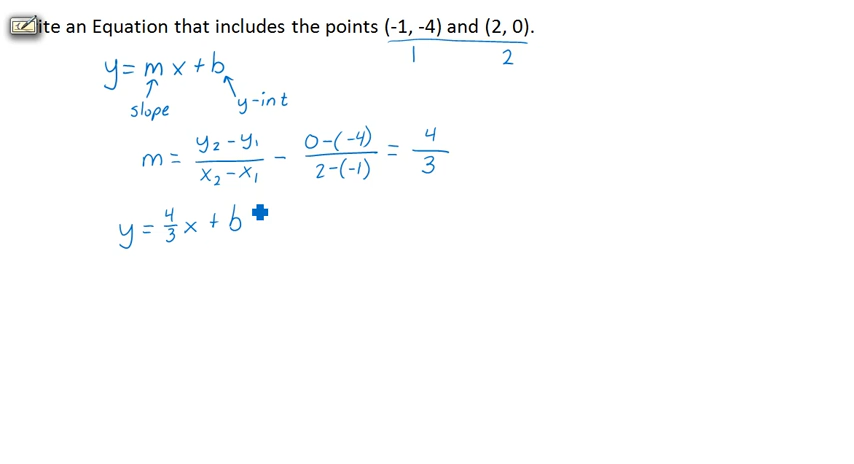 ite an Equation that includes the points (-1, -4) and (2, 0).
1 2
y = mx + b
slope y-int
m = y₂ - y₁ / x₂ - x₁ - 0-(-4) / 2-(-1) = 4/3
y = 4/3 x + b